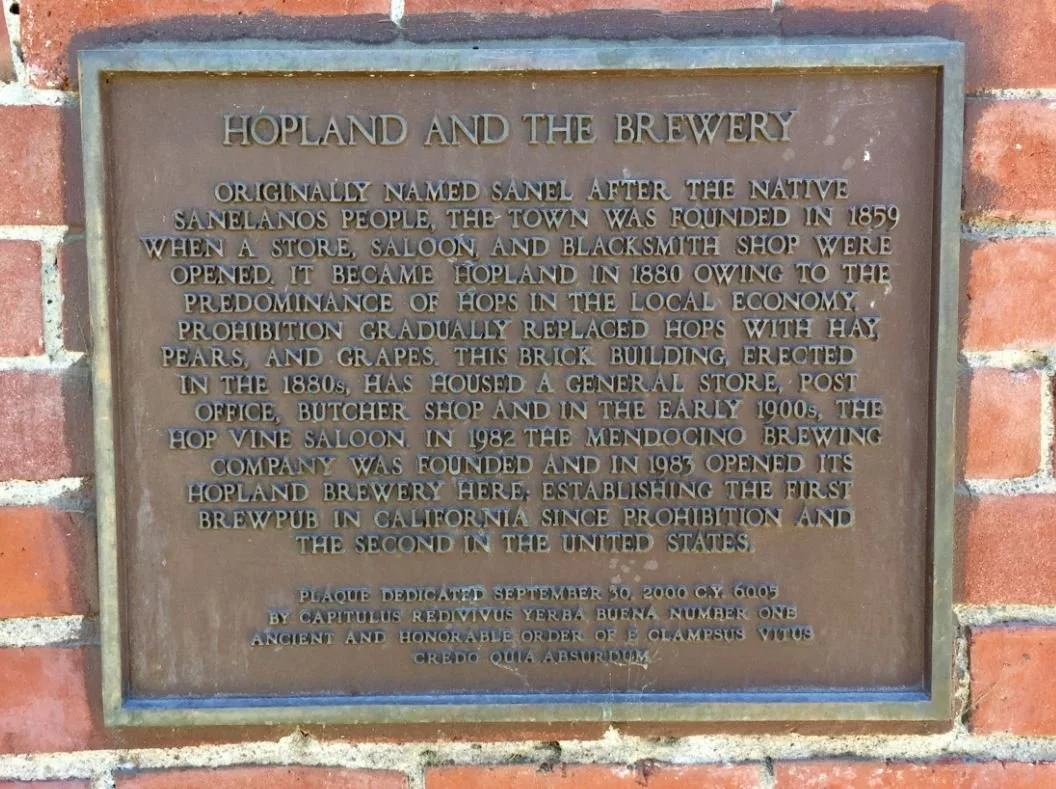 HOPLAND AND THE BREWERY
ORIGINALLY NAMED SANEL AFTER THE NATIVE
SANELANOS PEOPLE, THE TOWN WAS FOUNDED IN 1859
WHEN A STORE, SALOON, AND BLACKSMITH SHOP WERE
OPENED. IT BECAME HOPLAND IN 1880 OWING TO THE
PREDOMINANCE OF HOPS IN THE LOCAL ECONOMY.
PROHIBITION GRADUALLY REPLACED HOPS WITH HAY,
PEARS, AND GRAPES. THIS BRICK BUILDING, ERECTED
IN THE 1880s, HAS HOUSED A GENERAL STORE, POST
OFFICE, BUTCHER SHOP AND IN THE EARLY 1900s, THE
HOP VINE SALOON. IN 1982 THE MENDOCINO BREWING
COMPANY WAS FOUNDED AND IN 1983 OPENED ITS
HOPLAND BREWERY HERE, ESTABLISHING THE FIRST
BREWPUB IN CALIFORNIA SINCE PROHIBITION AND
THE SECOND IN THE UNITED STATES.
PLAQUE DEDICATED SEPTEMBER 30, 2000 C.Y. 6005
BY CAPITULUS REDIVIVUS YERBA BUENA NUMBER ONE
ANCIENT AND HONORABLE ORDER OF E CLAMPSUS VITUS
CREDO QUIA ABSURDUM